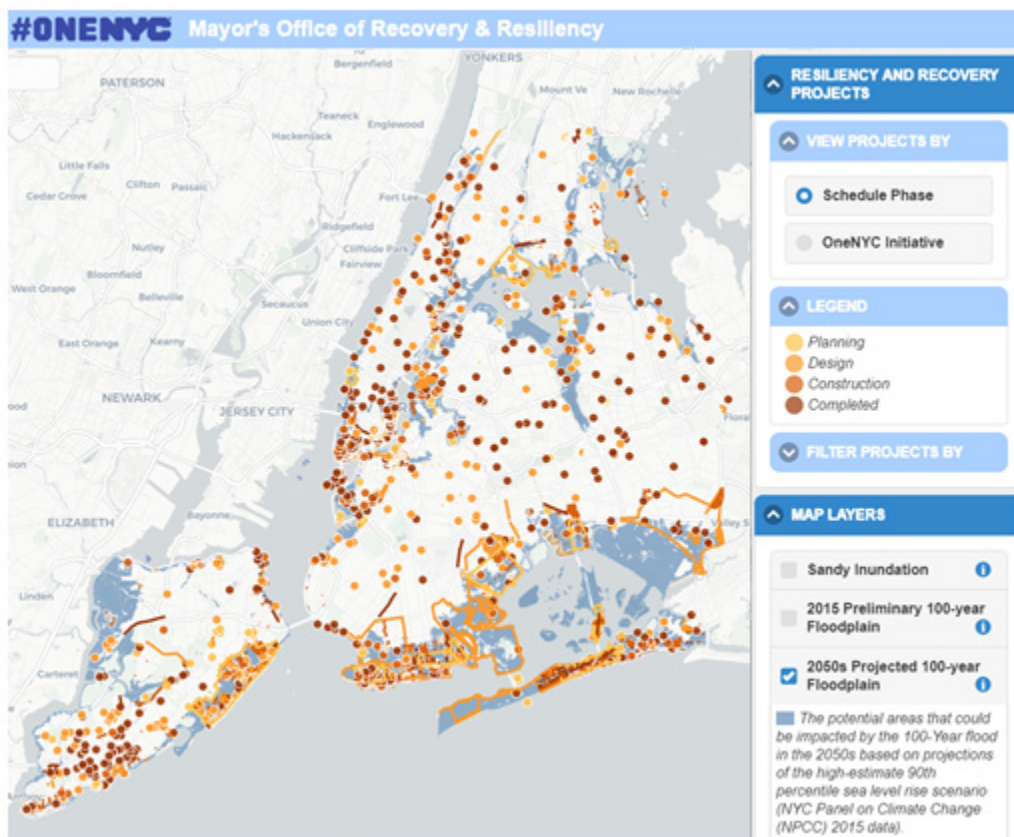 #ONENYC Mayor's Office of Recovery & Resiliency
YONKERS
Bergenfield
PATERSON
Mount Ve
New Rochelle
Teaneck
Englewood
Hackensack
Little Falls
Clifton
Passaic
Cedar Grove
Fort Lee
Ridgefield
Nutley
Cliffside Park
Fairview
Bloomfield
West Orange
Belleville
Secaucus
Union City
East Orange
Kearny
NEWARK
JERSEY CITY
Floral
ELIZABETH
Bayonne
Valley S
Linden
Carteret
RESILIENCY AND RECOVERY
PROJECTS
VIEW PROJECTS BY
Schedule Phase
OneNYC Initiative
LEGEND
Planning
Design
Construction
Completed
FILTER PROJECTS BY
MAP LAYERS
Sandy Inundation
2015 Preliminary 100-year
Floodplain
2050s Projected 100-year
Floodplain
The potential areas that could
be impacted by the 100-Year flood
in the 2050s based on projections
of the high-estimate 90th
percentile sea level rise scenario
(NYC Panel on Climate Change
(NPCC) 2015 data).